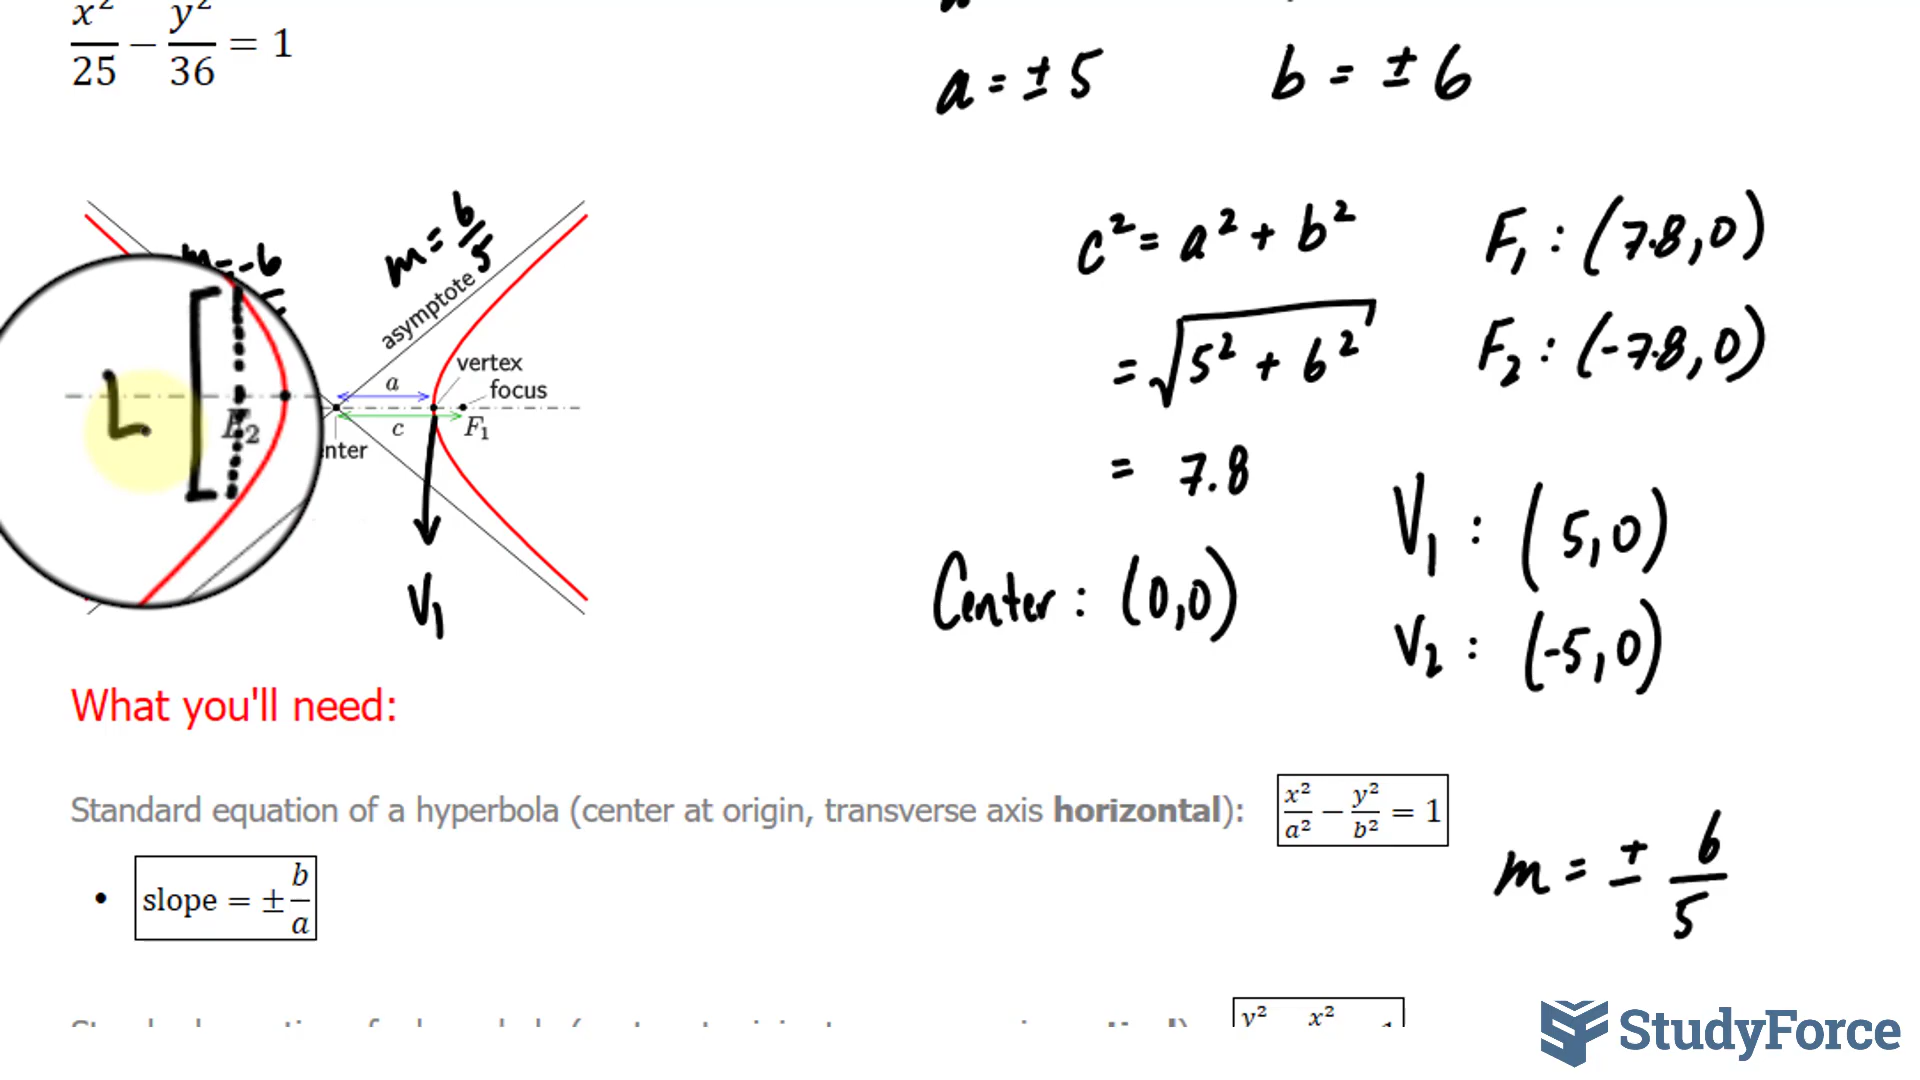 x² / 25 − y² / 36 = 1
a = ± 5
b = ± 6
m = b/5
m = -6
asymptote
vertex
focus
a
c
F₁
F₂
L
nter
V₁
c² = a² + b²
= √5² + 6²
= 7.8
F₁ : (7.8, 0)
F₂ : (-7.8, 0)
Center : (0,0)
V₁ : (5,0)
V₂ : (-5,0)
What you'll need:
Standard equation of a hyperbola (center at origin, transverse axis horizontal): x²/a² − y²/b² = 1
• slope = ± b/a
m = ± 6/5
StudyForce